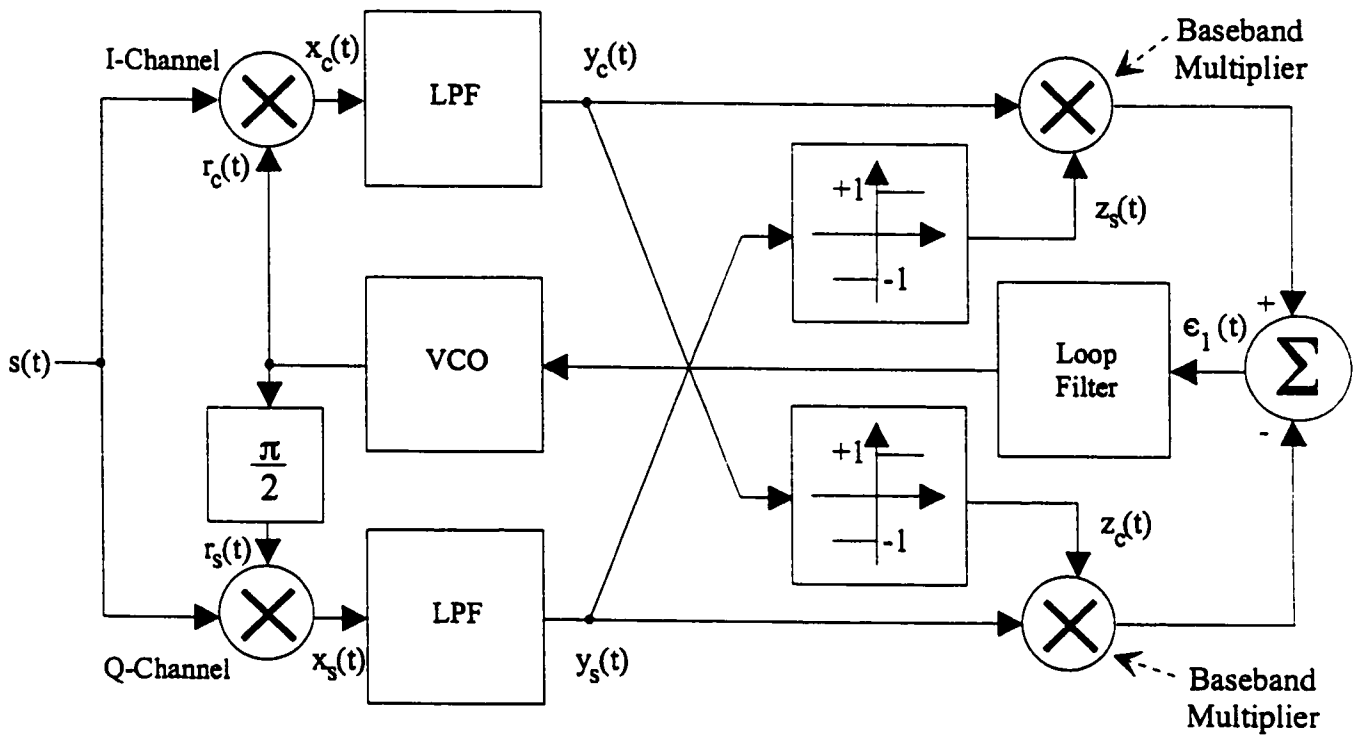 I-Channel
x_c(t)
LPF
y_c(t)
Baseband
Multiplier
r_c(t)
+1
-1
z_s(t)
s(t)
VCO
Loop
Filter
ϵ_1(t)
+
Σ
-
π
2
+1
-1
z_c(t)
r_s(t)
LPF
Q-Channel
x_s(t)
y_s(t)
Baseband
Multiplier